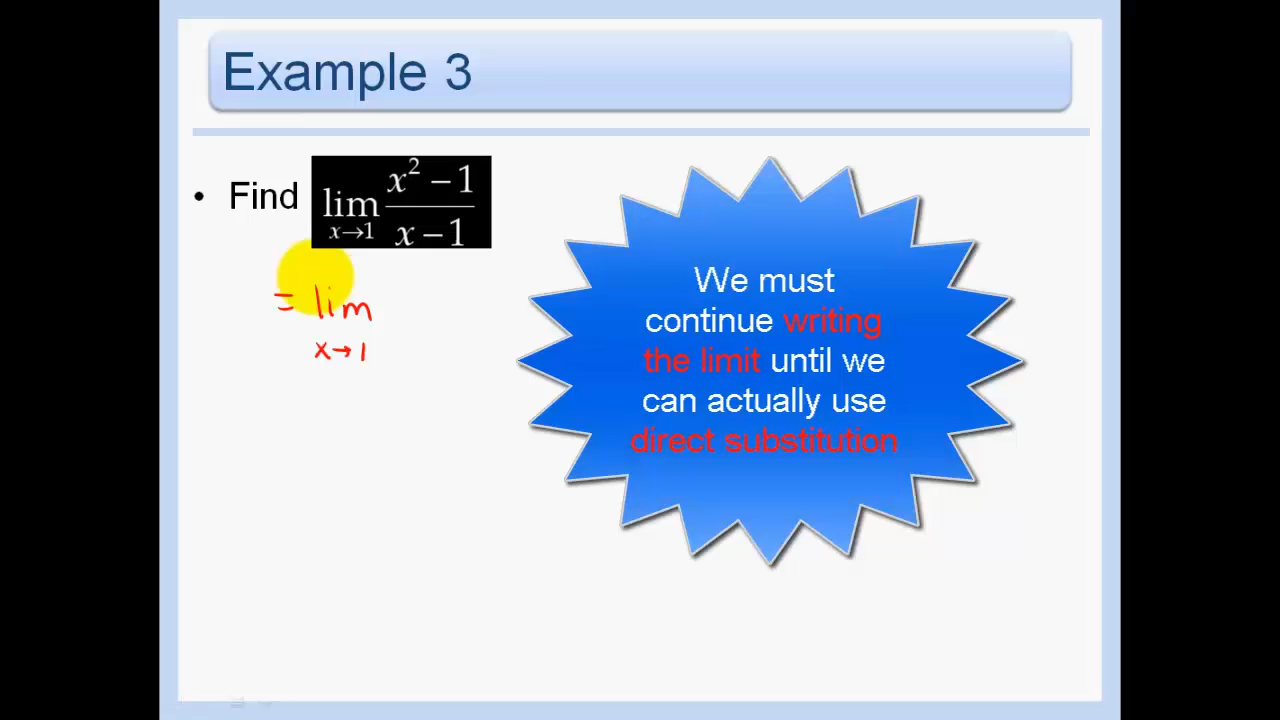 Example 3
• Find lim x→1 x² − 1 / x − 1
= lim
x→1
We must
continue writing
the limit until we
can actually use
direct substitution